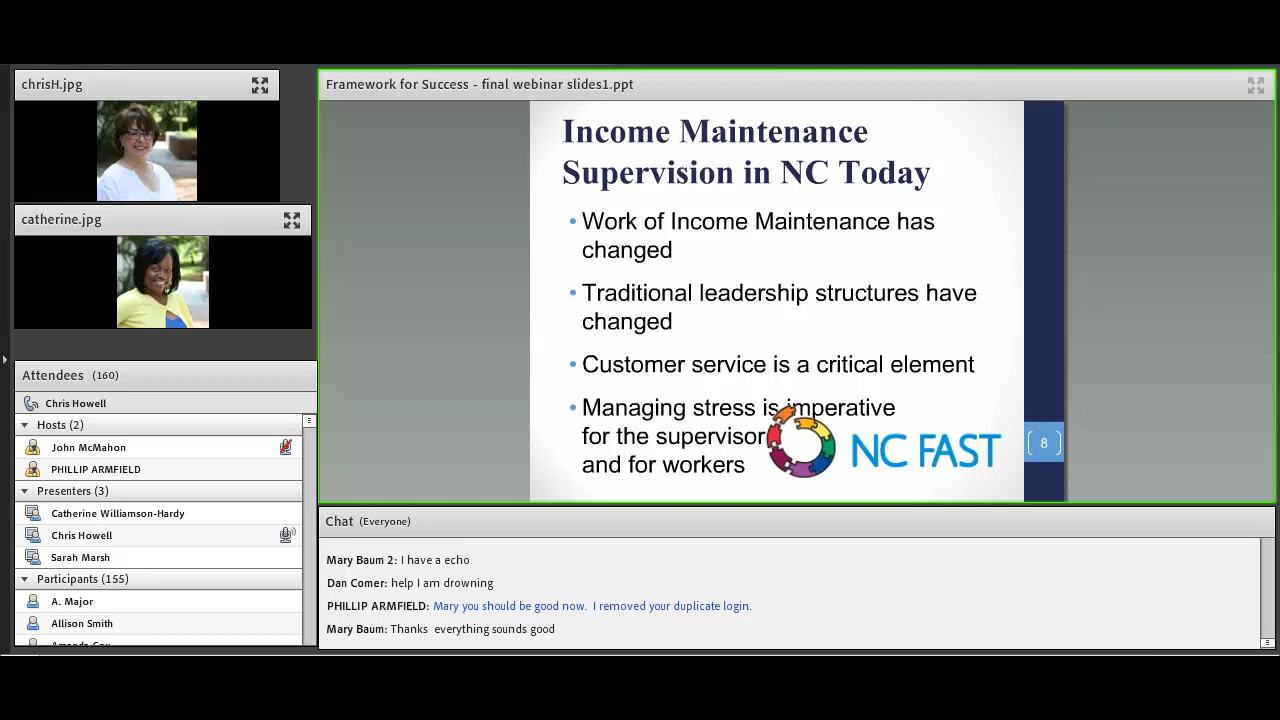 chrisH.jpg
catherine.jpg
Attendees (160)
Chris Howell
Hosts (2)
John McMahon
PHILLIP ARMFIELD
Presenters (3)
Catherine Williamson-Hardy
Chris Howell
Sarah Marsh
Participants (155)
A. Major
Allison Smith
Framework for Success - final webinar slides1.ppt
Income Maintenance
Supervision in NC Today
• Work of Income Maintenance has
changed
• Traditional leadership structures have
changed
• Customer service is a critical element
• Managing stress is imperative
for the supervisor
and for workers
NC FAST
8
Chat (Everyone)
Mary Baum 2: I have a echo
Dan Comer: help I am drowning
PHILLIP ARMFIELD: Mary you should be good now. I removed your duplicate login.
Mary Baum: Thanks everything sounds good